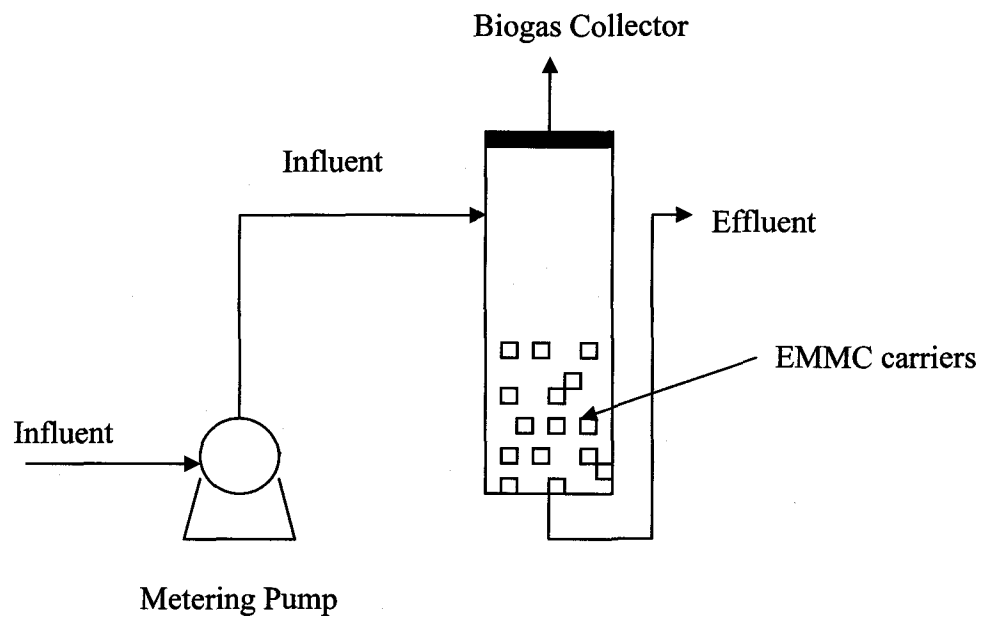 Biogas Collector
Influent
Effluent
EMMC carriers
Influent
Metering Pump